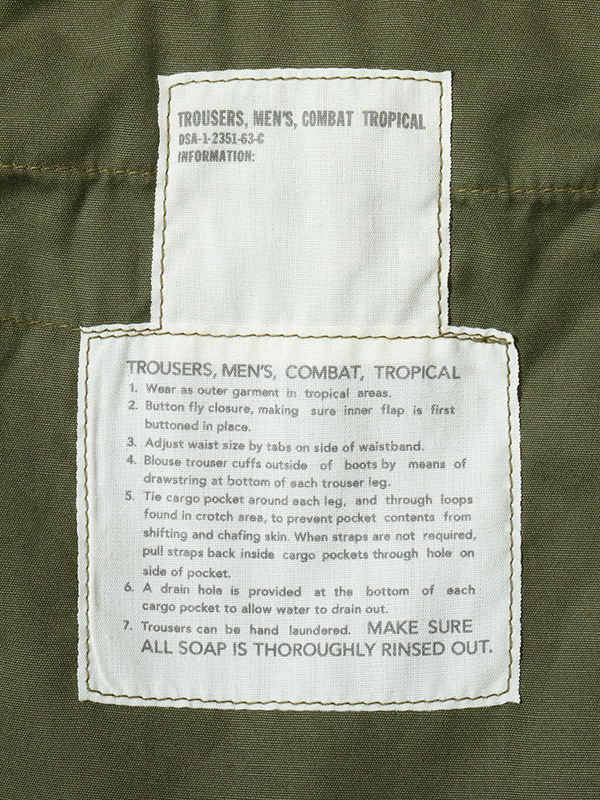 TROUSERS, MEN'S, COMBAT TROPICAL
DSA-1-2351-63-C
INFORMATION:
TROUSERS, MEN'S, COMBAT, TROPICAL
1. Wear as outer garment in tropical areas.
2. Button fly closure, making sure inner flap is first
buttoned in place.
3. Adjust waist size by tabs on side of waistband.
4. Blouse trouser cuffs outside of boots by means of
drawstring at bottom of each trouser leg.
5. Tie cargo pocket around each leg, and through loops
found in crotch area, to prevent pocket contents from
shifting and chafing skin. When straps are not required,
pull straps back inside cargo pockets through hole on
side of pocket.
6. A drain hole is provided at the bottom of each
cargo pocket to allow water to drain out.
7. Trousers can be hand laundered. MAKE SURE
ALL SOAP IS THOROUGHLY RINSED OUT.